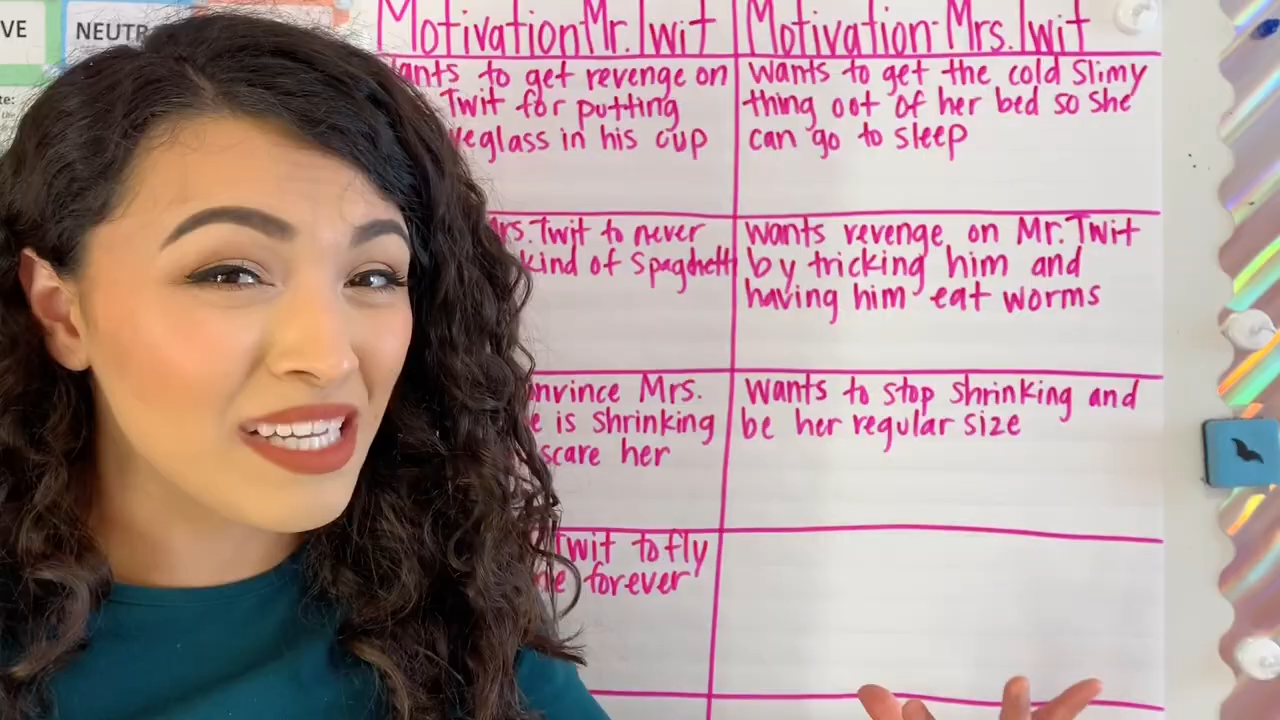 VE
NEUTR
te:
Motivation-Mr. Twit
ants to get revenge on
Twit for putting
eglass in his cup
rs. Twit to never
kind of Spaghetti
nvince Mrs.
e is shrinking
scare her
Twit to fly
me forever
Motivation-Mrs. Twit
wants to get the cold slimy
thing oot of her bed so she
can go to sleep
wants revenge on Mr. Twit
by tricking him and
having him eat worms
wants to stop shrinking and
be her regular size